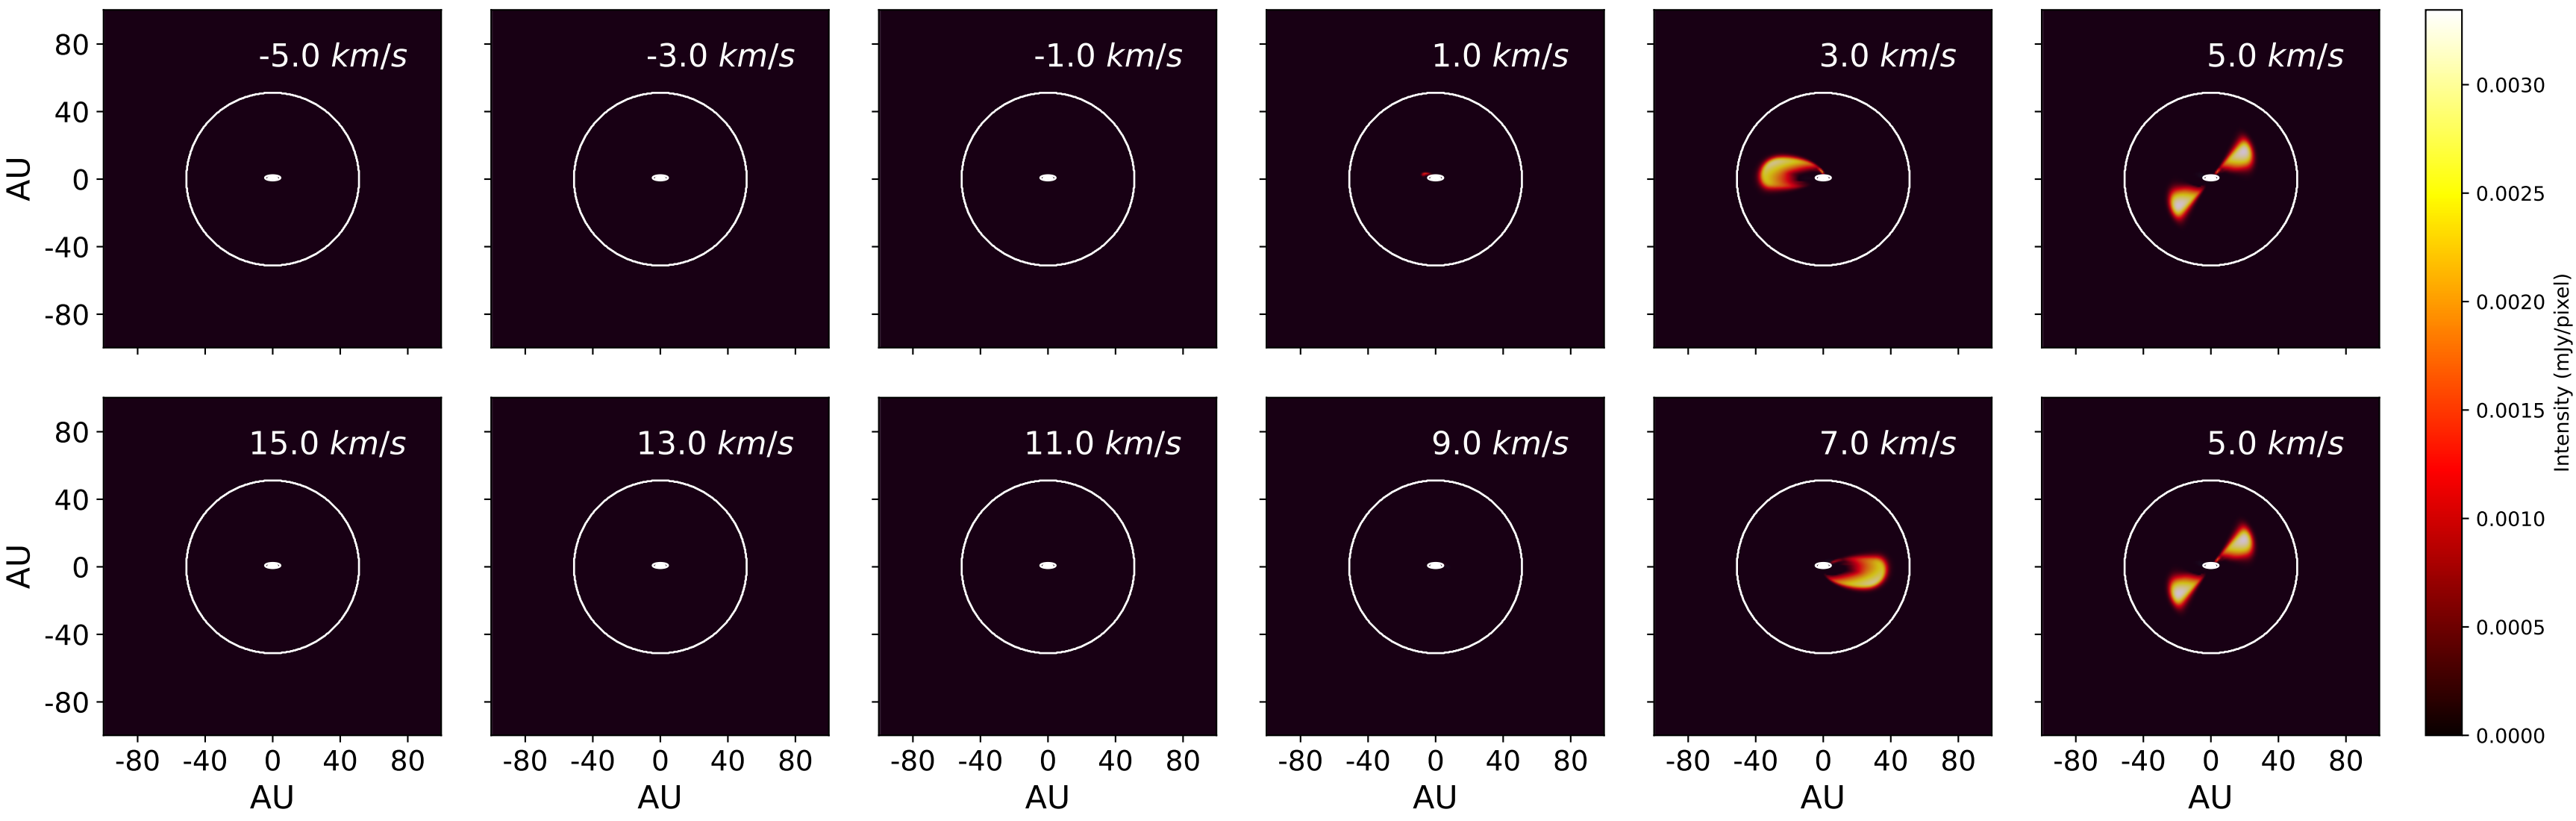 -5.0 km/s
-3.0 km/s
-1.0 km/s
1.0 km/s
3.0 km/s
5.0 km/s
80
40
0
-40
-80
AU
15.0 km/s
13.0 km/s
11.0 km/s
9.0 km/s
7.0 km/s
5.0 km/s
80
40
0
-40
-80
AU
-80 -40 0 40 80
-80 -40 0 40 80
-80 -40 0 40 80
-80 -40 0 40 80
-80 -40 0 40 80
-80 -40 0 40 80
AU
AU
AU
AU
AU
AU
0.0030
0.0025
0.0020
0.0015
0.0010
0.0005
0.0000
Intensity (mJy/pixel)